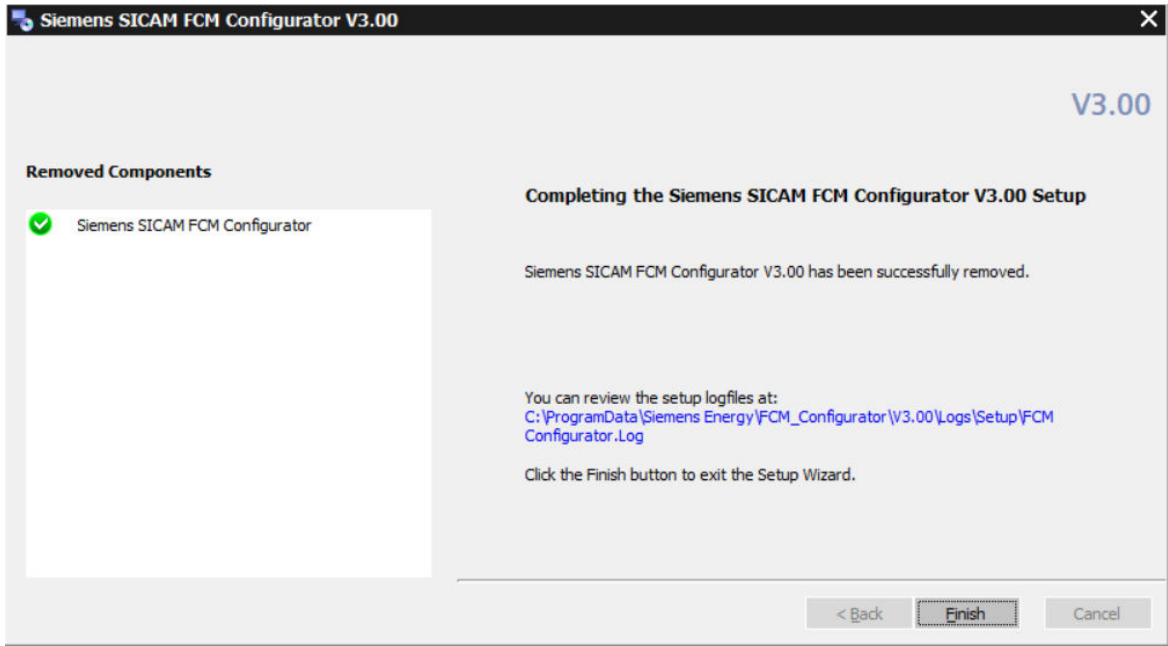 Siemens SICAM FCM Configurator V3.00
V3.00
Removed Components
Siemens SICAM FCM Configurator
Completing the Siemens SICAM FCM Configurator V3.00 Setup
Siemens SICAM FCM Configurator V3.00 has been successfully removed.
You can review the setup logfiles at:
C:\ProgramData\Siemens Energy\FCM_Configurator\V3.00\Logs\Setup\FCM
Configurator.Log
Click the Finish button to exit the Setup Wizard.
< Back
Finish
Cancel